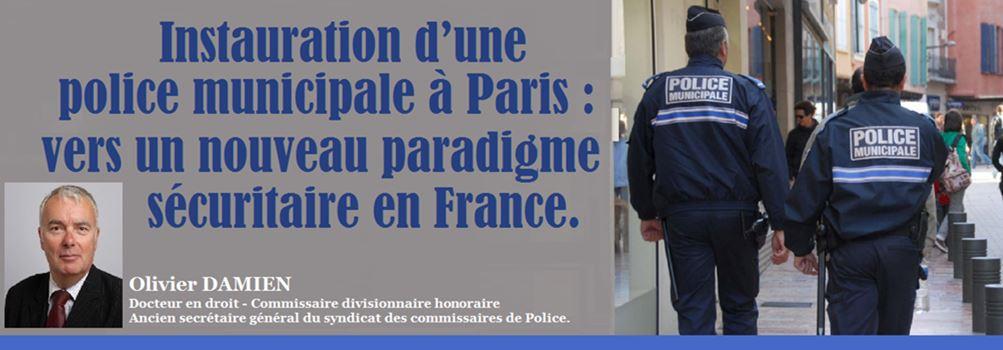 Instauration d’une
police municipale à Paris :
vers un nouveau paradigme
sécuritaire en France.
Olivier DAMIEN
Docteur en droit - Commissaire divisionnaire honoraire
Ancien secrétaire général du syndicat des commissaires de Police.
POLICE
MUNICIPALE
POLICE
MUNICIPALE